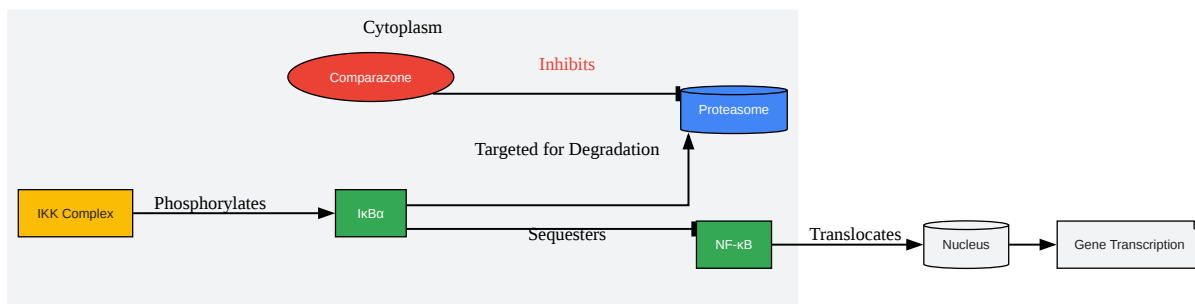 Cytoplasm
Comparazone
Inhibits
Proteasome
Targeted for Degradation
IKK Complex
Phosphorylates
IκBα
Sequesters
NF-κB
Translocates
Nucleus
Gene Transcription